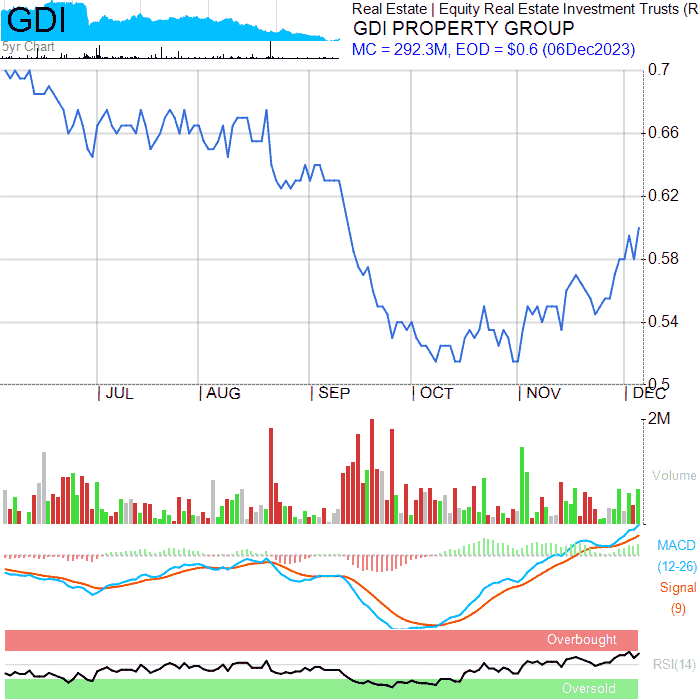 GDI
5yr Chart
Real Estate | Equity Real Estate Investment Trusts (R
GDI PROPERTY GROUP
MC = 292.3M, EOD = $0.6 (06Dec2023)
0.7
0.66
0.62
0.58
0.54
0.5
| JUL | AUG | SEP | OCT | NOV | DEC
2M
Volume
MACD
(12-26)
Signal
(9)
Overbought
RSI(14)
Oversold